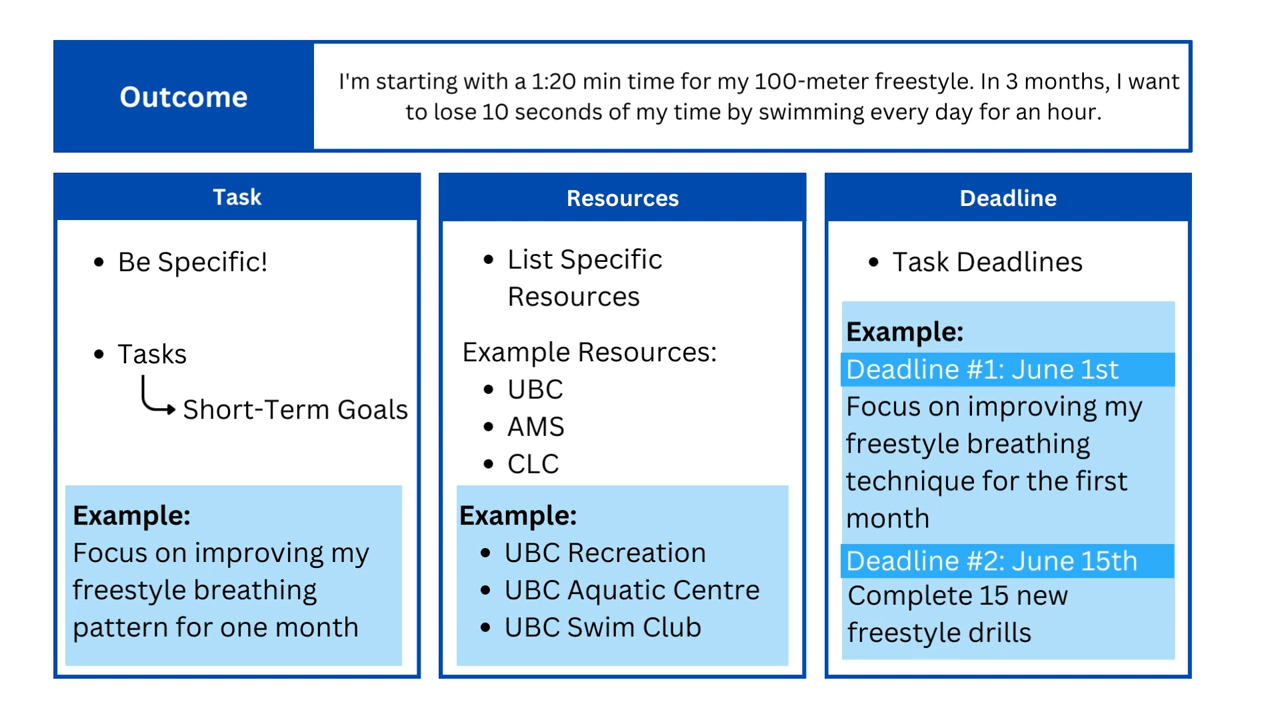 Outcome
I'm starting with a 1:20 min time for my 100-meter freestyle. In 3 months, I want
to lose 10 seconds of my time by swimming every day for an hour.
Task
• Be Specific!
• Tasks
Short-Term Goals
Example:
Focus on improving my
freestyle breathing
pattern for one month
Resources
• List Specific
Resources
Example Resources:
• UBC
• AMS
• CLC
Example:
• UBC Recreation
• UBC Aquatic Centre
• UBC Swim Club
Deadline
• Task Deadlines
Example:
Deadline #1: June 1st
Focus on improving my
freestyle breathing
technique for the first
month
Deadline #2: June 15th
Complete 15 new
freestyle drills